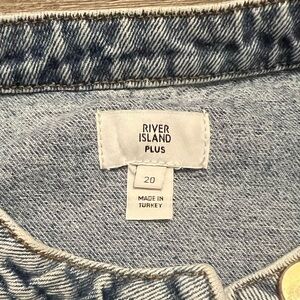 RIVER
ISLAND
PLUS
20
MADE IN
TURKEY